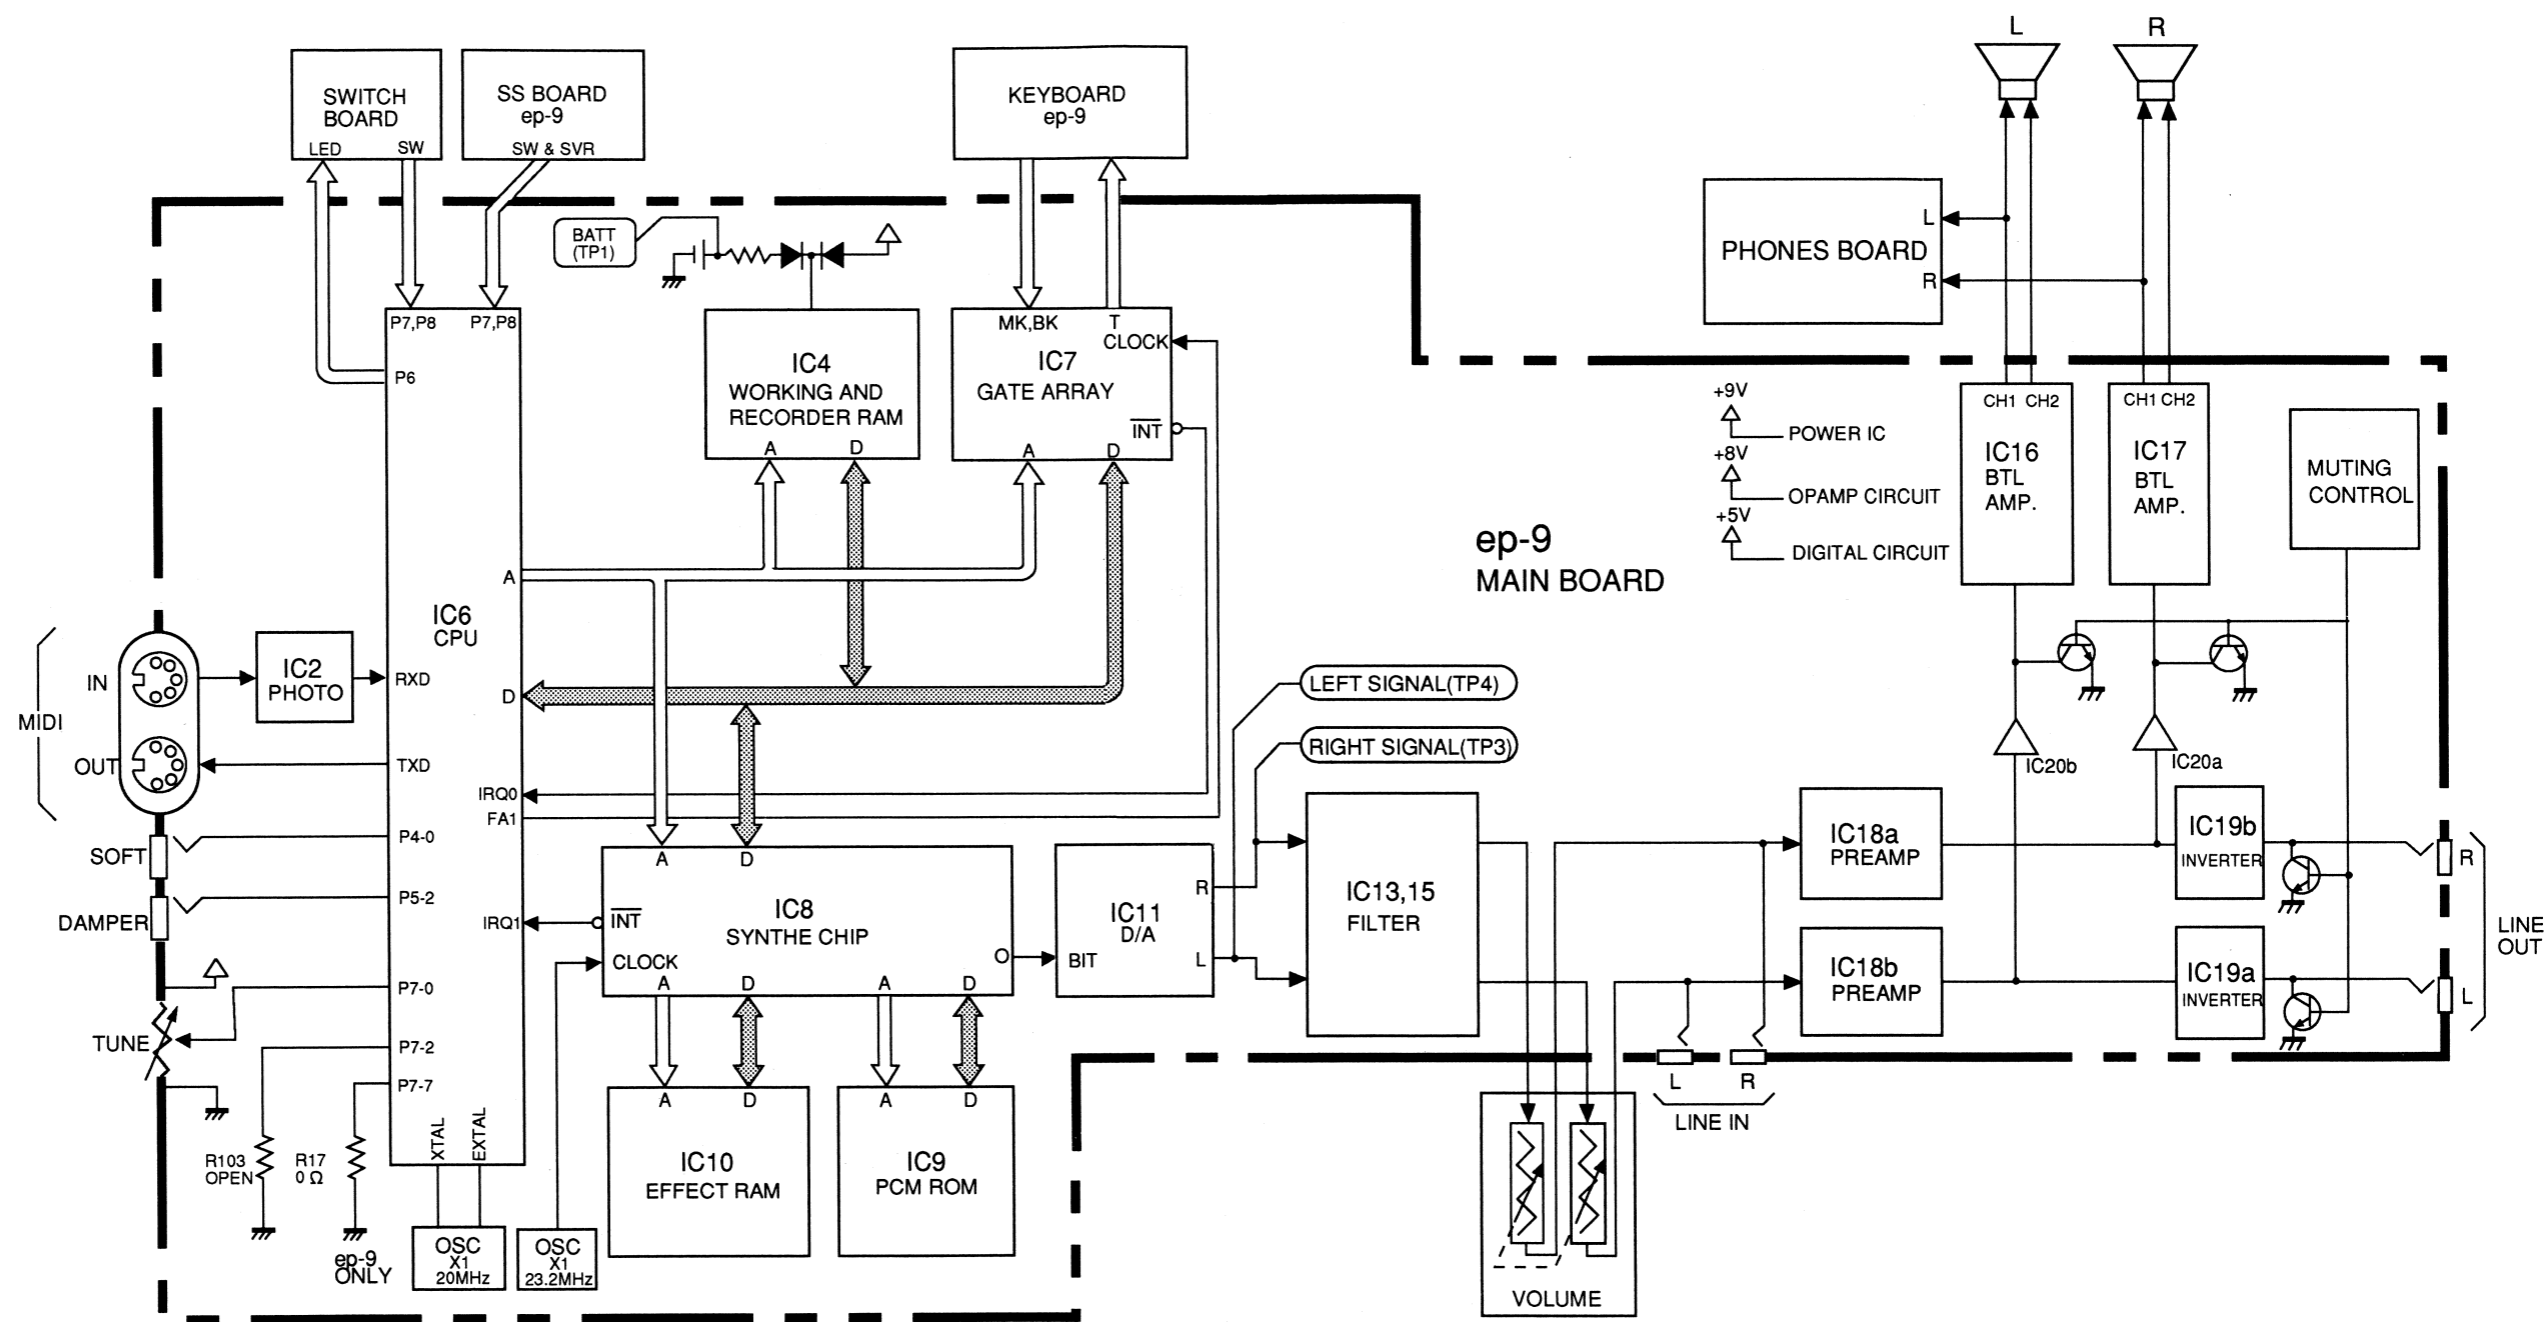 L
R
SWITCH
BOARD
LED
SW
SS BOARD
ep-9
SW & SVR
KEYBOARD
ep-9
BATT
(TP1)
PHONES BOARD
L
R
P7,P8
P7,P8
P6
A
IC6
CPU
D
RXD
TXD
IRQ0
FA1
P4-0
P5-2
IRQ1
P7-0
P7-2
P7-7
XTAL
EXTAL
IC4
WORKING AND
RECORDER RAM
A
D
MK,BK
T
CLOCK
IC7
GATE ARRAY
INT
A
D
+9V
POWER IC
+8V
OPAMP CIRCUIT
+5V
DIGITAL CIRCUIT
ep-9
MAIN BOARD
CH1 CH2
IC16
BTL
AMP.
CH1 CH2
IC17
BTL
AMP.
MUTING
CONTROL
MIDI
IN
OUT
IC2
PHOTO
SOFT
DAMPER
TUNE
R103
OPEN
R17
0 Ω
ep-9
ONLY
OSC
X1
20MHz
OSC
X1
23.2MHz
A
D
IC8
SYNTHE CHIP
INT
CLOCK
O
A
D
A
D
A
D
IC10
EFFECT RAM
A
D
IC9
PCM ROM
IC11
D/A
BIT
R
L
LEFT SIGNAL(TP4)
RIGHT SIGNAL(TP3)
IC13,15
FILTER
VOLUME
L
R
LINE IN
IC18a
PREAMP
IC18b
PREAMP
IC20b
IC20a
IC19b
INVERTER
IC19a
INVERTER
R
L
LINE
OUT